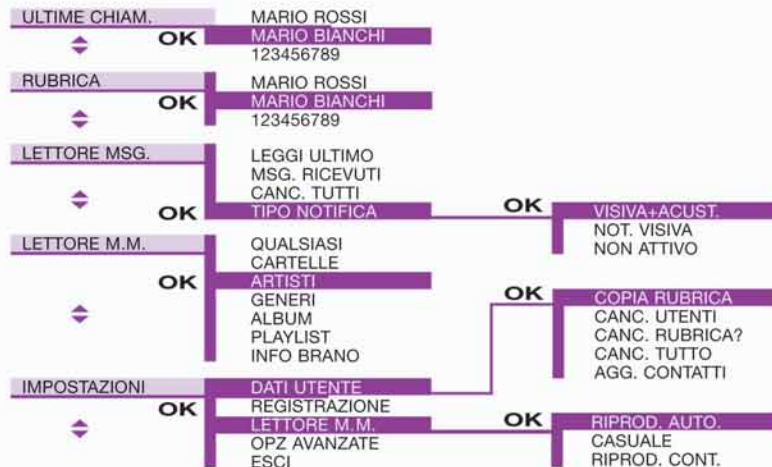 ULTIME CHIAM.
OK
MARIO ROSSI
MARIO BIANCHI
123456789
RUBRICA
OK
MARIO ROSSI
MARIO BIANCHI
123456789
LETTORE MSG.
OK
LEGGI ULTIMO
MSG. RICEVUTI
CANC. TUTTI
TIPO NOTIFICA
OK
VISIVA+ACUST.
NOT. VISIVA
NON ATTIVO
LETTORE M.M.
OK
QUALSIASI
CARTELLE
ARTISTI
GENERI
ALBUM
PLAYLIST
INFO BRANO
IMPOSTAZIONI
OK
DATI UTENTE
REGISTRAZIONE
LETTORE M.M.
OPZ AVANZATE
ESCI
OK
COPIA RUBRICA
CANC. UTENTI
CANC. RUBRICA?
CANC. TUTTO
AGG. CONTATTI
OK
RIPROD. AUTO.
CASUALE
RIPROD. CONT.